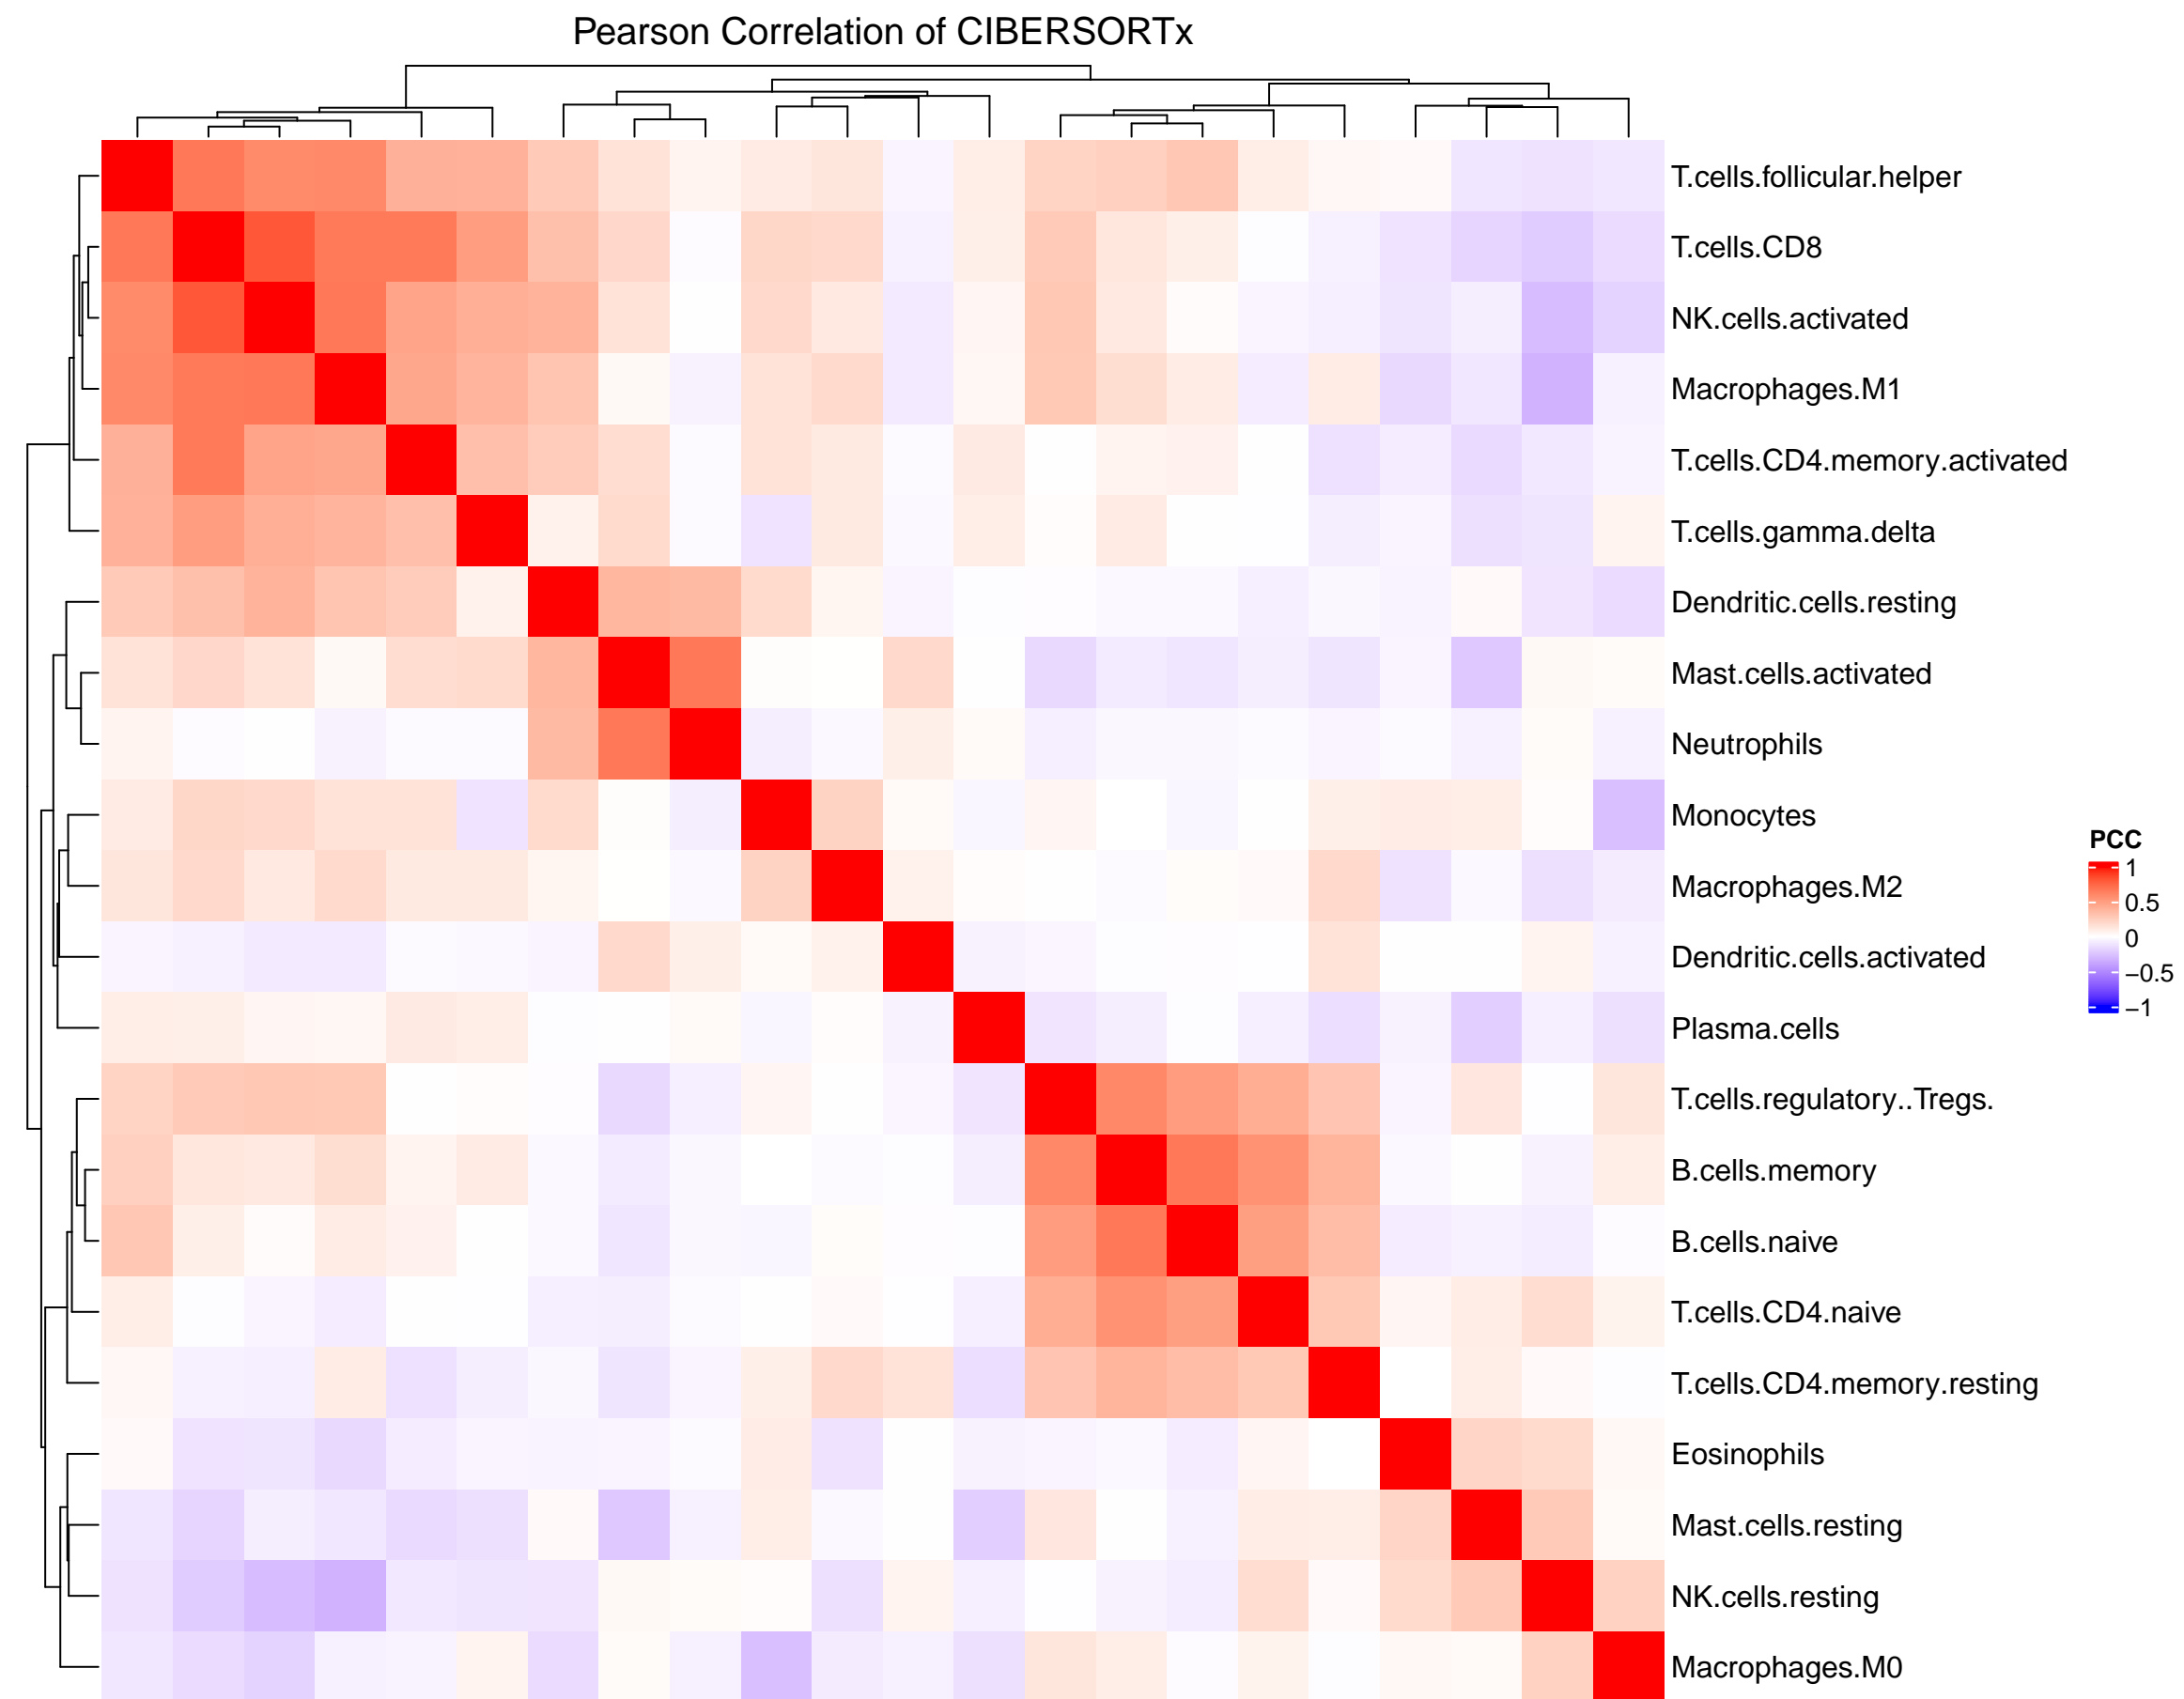 Pearson Correlation of CIBERSORTx
T.cells.follicular.helper
T.cells.CD8
NK.cells.activated
Macrophages.M1
T.cells.CD4.memory.activated
T.cells.gamma.delta
Dendritic.cells.resting
Mast.cells.activated
Neutrophils
Monocytes
Macrophages.M2
Dendritic.cells.activated
Plasma.cells
T.cells.regulatory..Tregs.
B.cells.memory
B.cells.naive
T.cells.CD4.naive
T.cells.CD4.memory.resting
Eosinophils
Mast.cells.resting
NK.cells.resting
Macrophages.M0
PCC
1
0.5
0
−0.5
−1